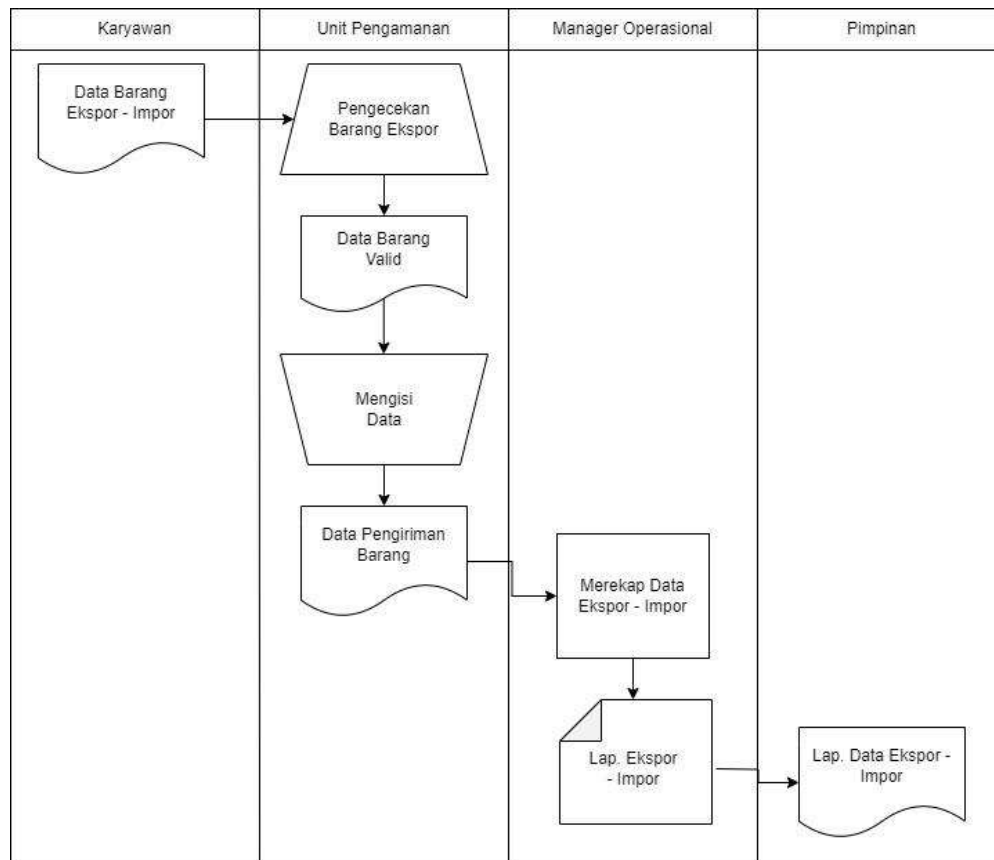 Karyawan
Unit Pengamanan
Manager Operasional
Pimpinan
Data Barang
Ekspor - Impor
Pengecekan
Barang Ekspor
Data Barang
Valid
Mengisi
Data
Data Pengiriman
Barang
Merekap Data
Ekspor - Impor
Lap. Ekspor
- Impor
Lap. Data Ekspor -
Impor